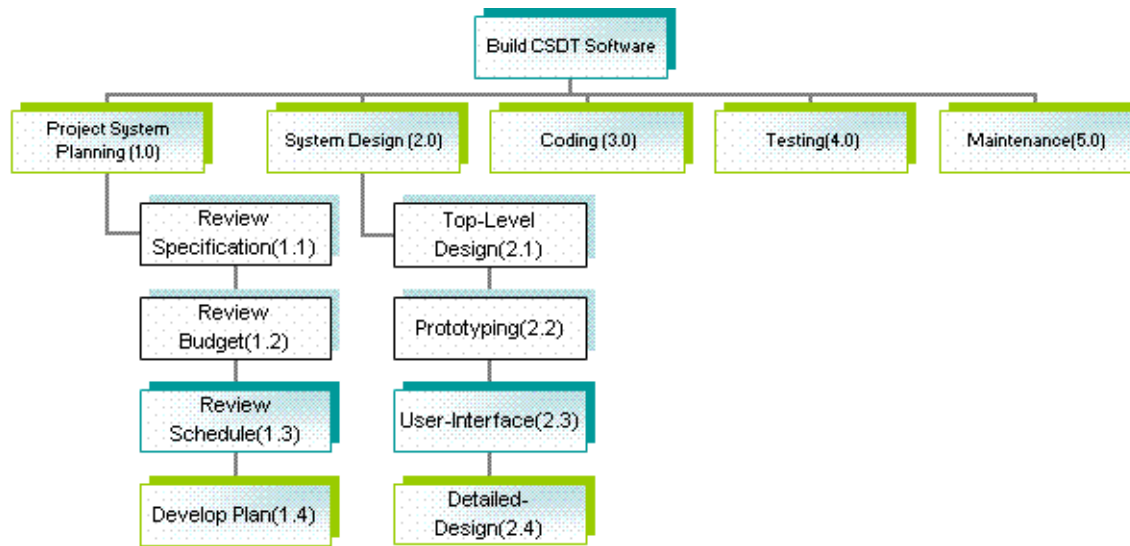 Build CSDT Software
Project System
Planning (1.0)
System Design (2.0)
Coding (3.0)
Testing(4.0)
Maintenance(5.0)
Review
Specification(1.1)
Top-Level
Design(2.1)
Review
Budget(1.2)
Prototyping(2.2)
Review
Schedule(1.3)
User-Interface(2.3)
Develop Plan(1.4)
Detailed-
Design(2.4)